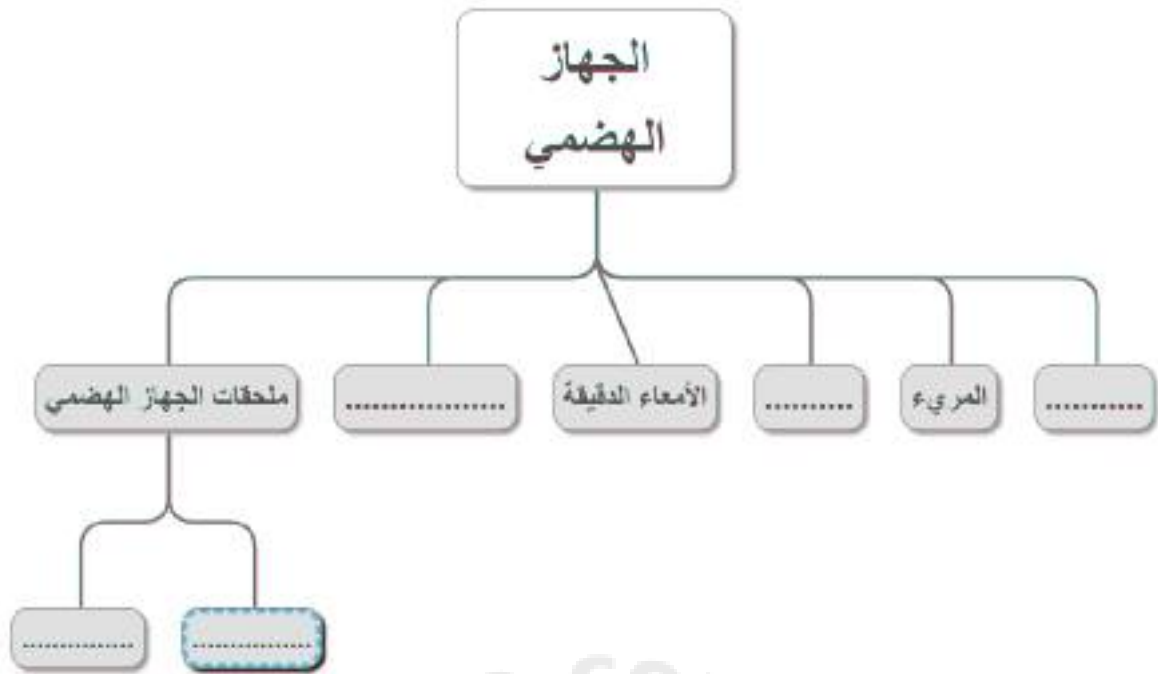 الجهاز
الهضمي
...........
المريء
..........
الأمعاء الدقيقة
.................
ملحقات الجهاز الهضمي
..............
..............